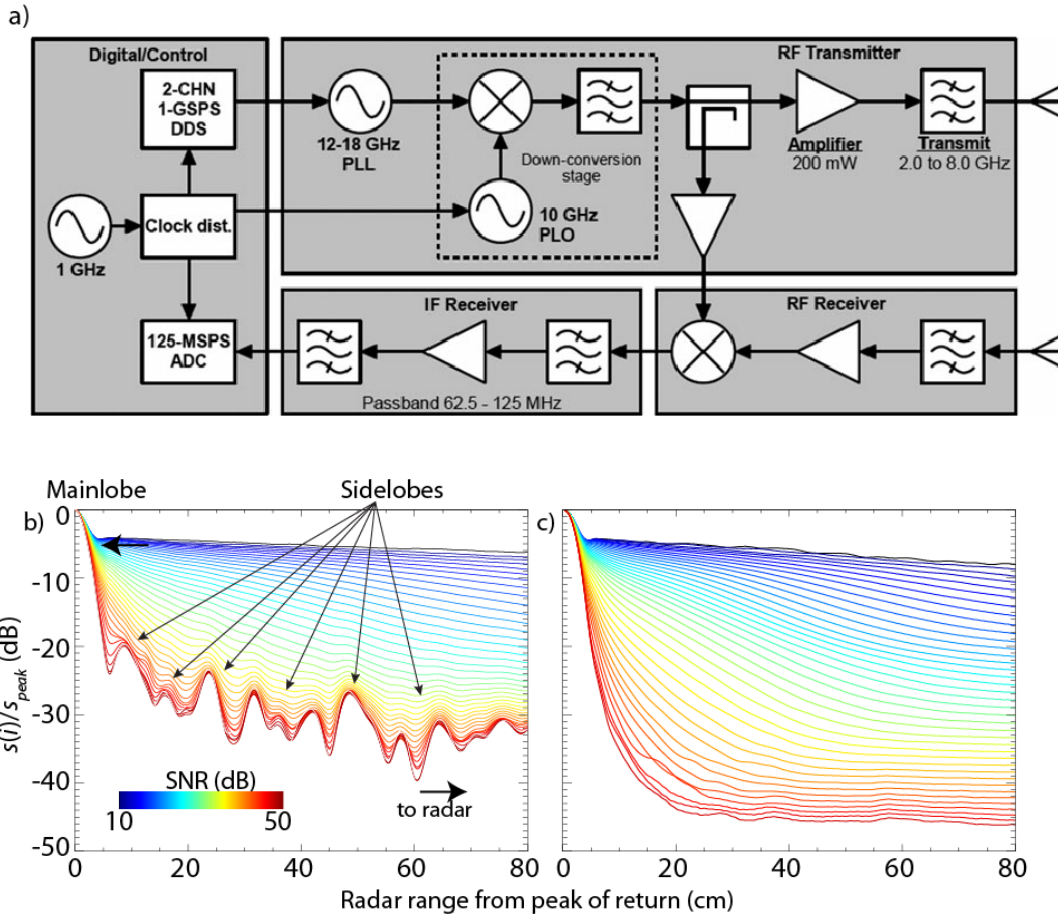 a)
Digital/Control
2-CHN
1-GSPS
DDS
Clock dist.
1 GHz
125-MSPS
ADC
RF Transmitter
12-18 GHz
PLL
Down-conversion
stage
10 GHz
PLO
Amplifier
200 mW
Transmit
2.0 to 8.0 GHz
IF Receiver
Passband 62.5 - 125 MHz
RF Receiver
Mainlobe
Sidelobes
b)
c)
s(i)/speak (dB)
0
-10
-20
-30
-40
-50
SNR (dB)
10
50
to radar
0
20
40
60
80
0
20
40
60
80
Radar range from peak of return (cm)